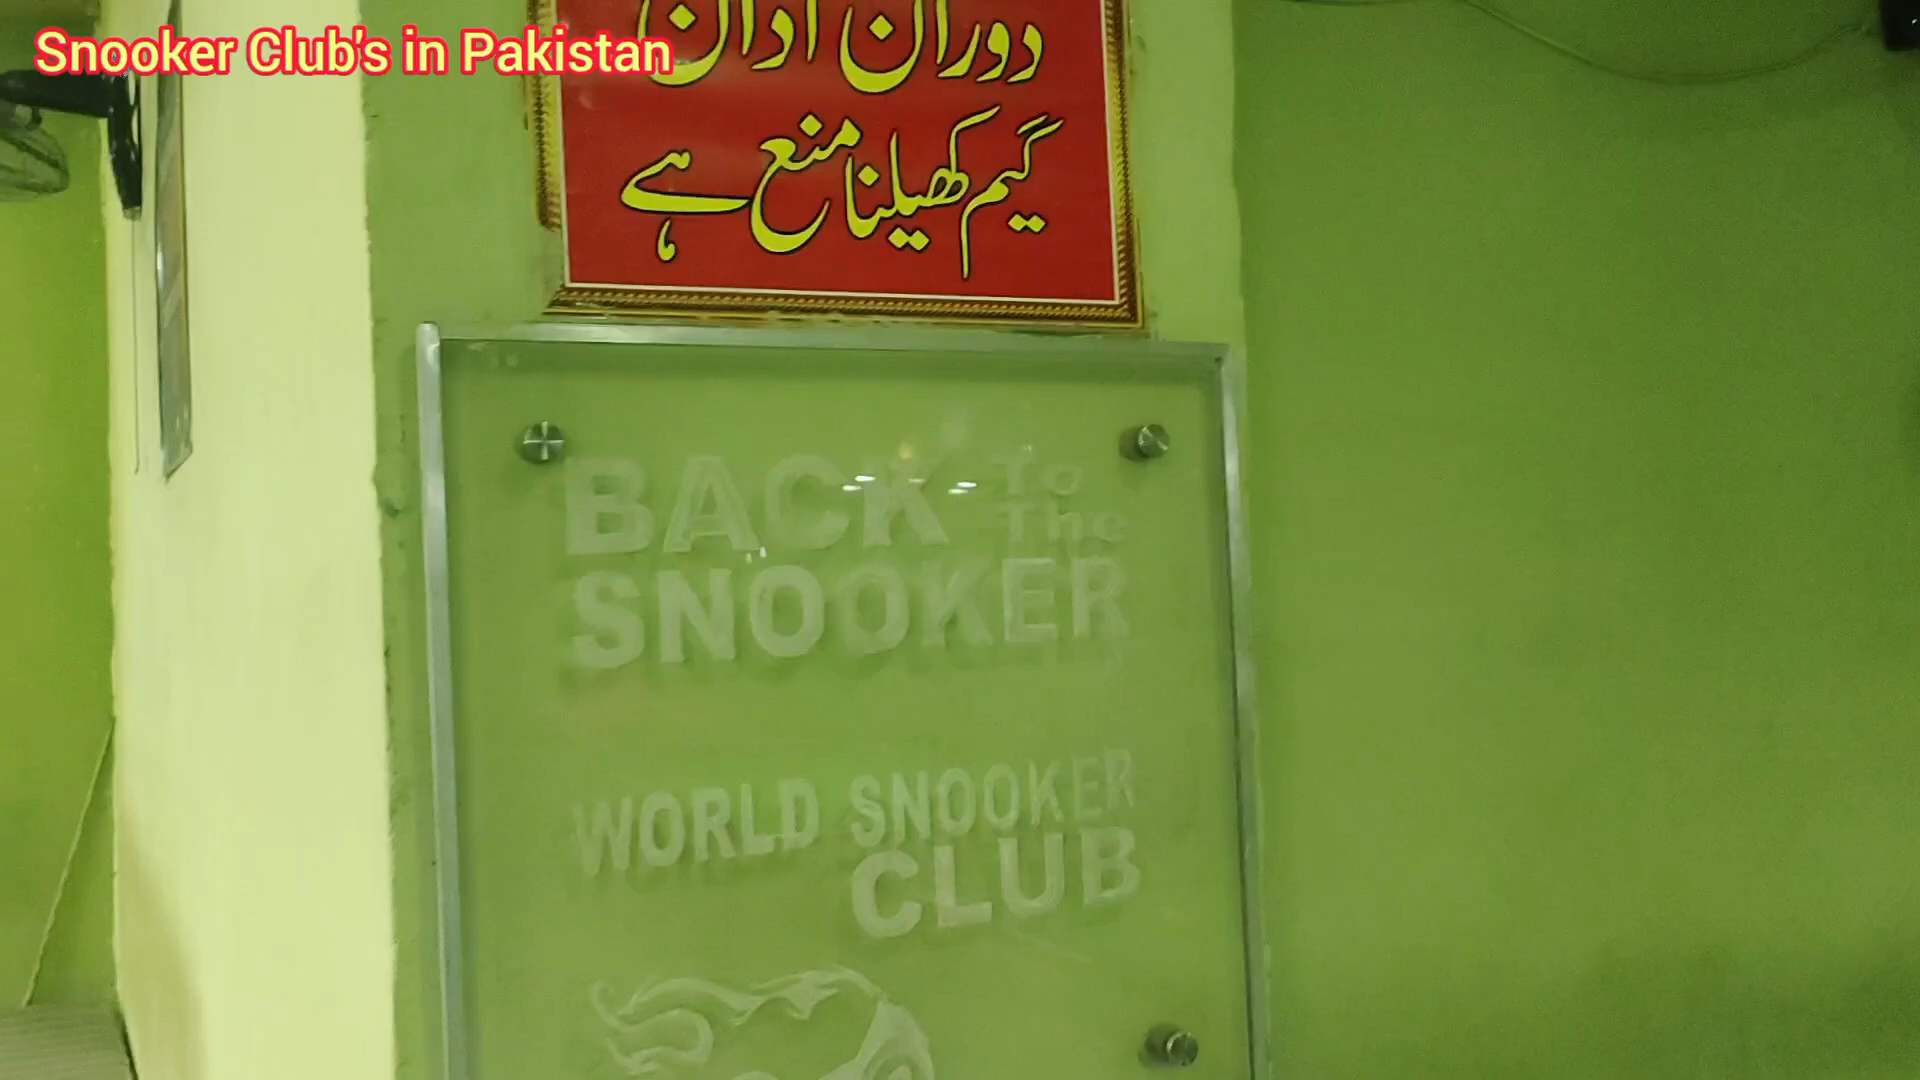 Snooker Club's in Pakistan
دوران اذان
گیم کھیلنا منع ہے
BACK To The
SNOOKER
WORLD SNOOKER
CLUB